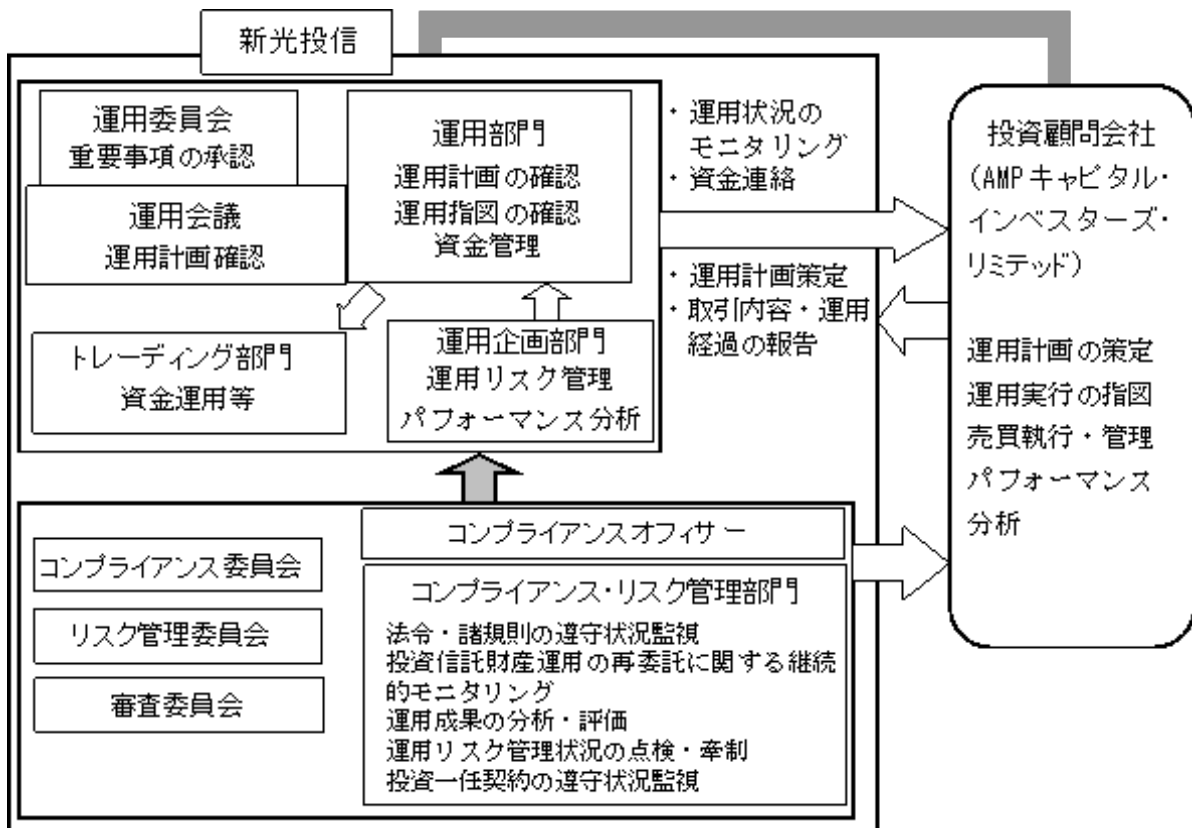 新光投信
運用委員会
重要事項の承認
運用会議
運用計画確認
運用部門
運用計画の確認
運用指図の確認
資金管理
トレーディング部門
資金運用等
運用企画部門
運用リスク管理
パフォーマンス分析
・運用状況の
モニタリング
・資金連絡
・運用計画策定
・取引内容・運用
経過の報告
投資顧問会社
(AMPキャピタル・
インベスターズ・
リミテッド)
運用計画の策定
運用実行の指図
売買執行・管理
パフォーマンス
分析
コンプライアンス委員会
リスク管理委員会
審査委員会
コンプライアンスオフィサー
コンプライアンス・リスク管理部門
法令・諸規則の遵守状況監視
投資信託財産運用の再委託に関する継続
的モニタリング
運用成果の分析・評価
運用リスク管理状況の点検・牽制
投資一任契約の遵守状況監視